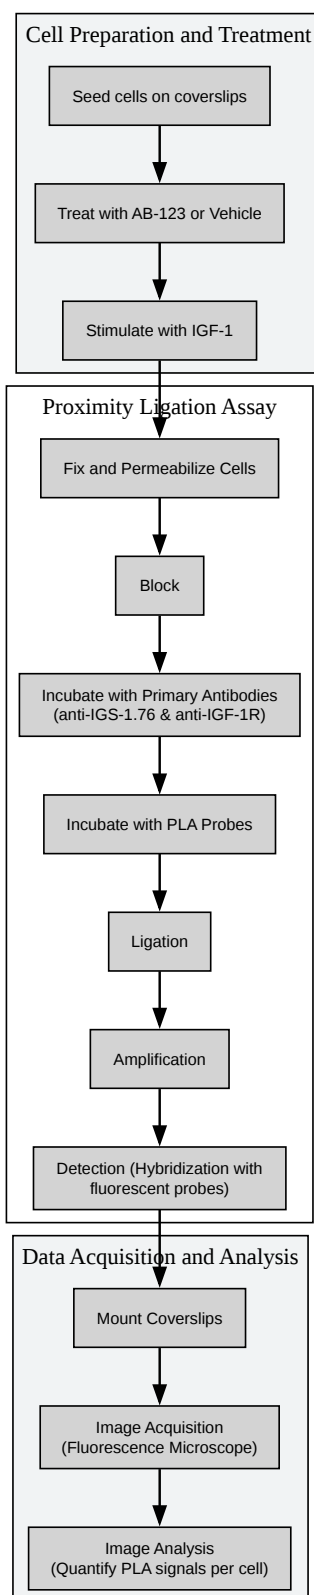 Cell Preparation and Treatment
Seed cells on coverslips
Treat with AB-123 or Vehicle
Stimulate with IGF-1
Proximity Ligation Assay
Fix and Permeabilize Cells
Block
Incubate with Primary Antibodies
(anti-IGS-1.76 & anti-IGF-1R)
Incubate with PLA Probes
Ligation
Amplification
Detection (Hybridization with
fluorescent probes)
Data Acquisition and Analysis
Mount Coverslips
Image Acquisition
(Fluorescence Microscope)
Image Analysis
(Quantify PLA signals per cell)